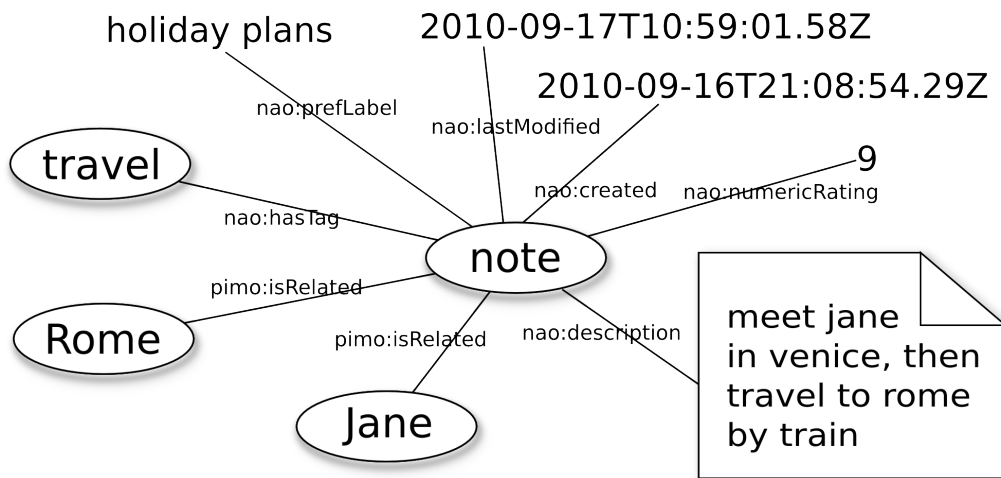 holiday plans
2010-09-17T10:59:01.58Z
2010-09-16T21:08:54.29Z
nao:prefLabel
nao:lastModified
travel
9
nao:created
nao:numericRating
nao:hasTag
note
pimo:isRelated
Rome
pimo:isRelated
nao:description
Jane
meet jane
in venice, then
travel to rome
by train